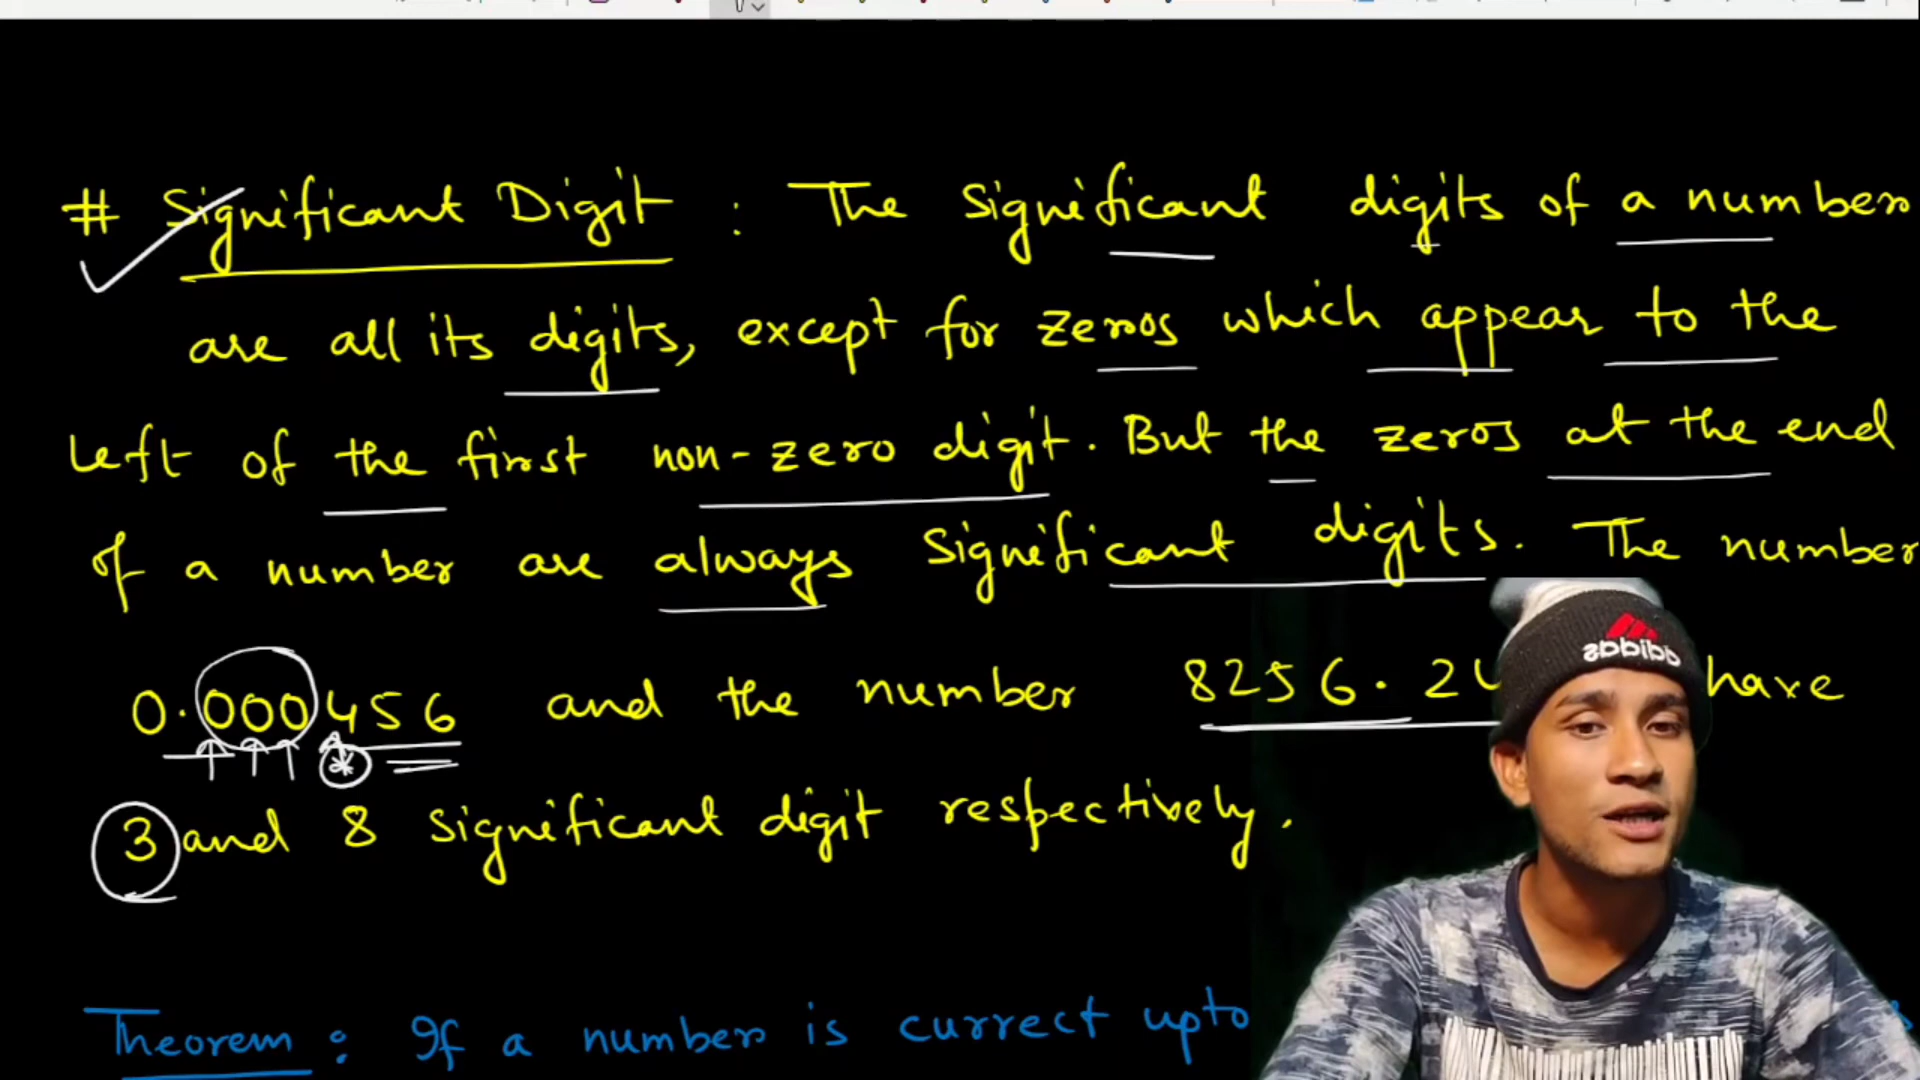 # Significant Digit : The significant digits of a number
are all its digits, except for zeros which appear to the
left of the first non-zero digit. But the zeros at the end
of a number are always significant digits. The number
0.000456 and the number 8256.24 have
3 and 8 significant digit respectively.
adidas
Theorem : If a number is currect upto